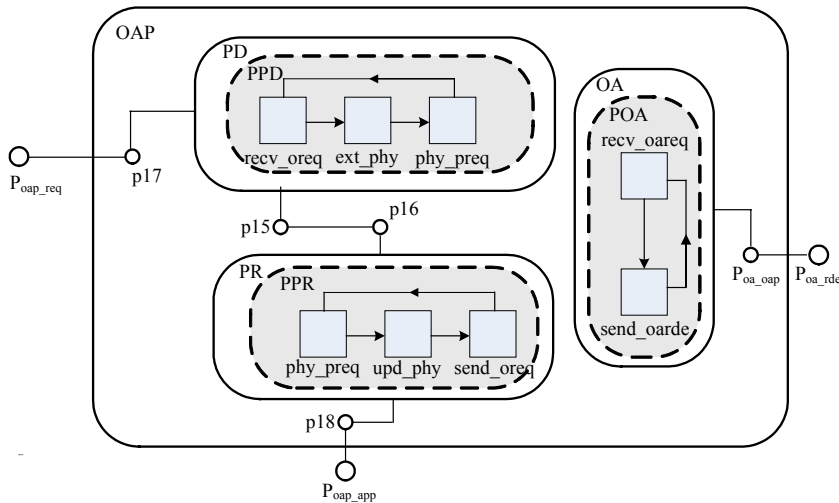 OAP
PD
PPD
recv_oreq ext_phy phy_preq
OA
POA
recv_oareq
send_oarde
P_oap_req
p17
p15
p16
PR
PPR
phy_preq upd_phy send_oreq
P_oa_oap
P_oa_rde
p18
P_oap_app